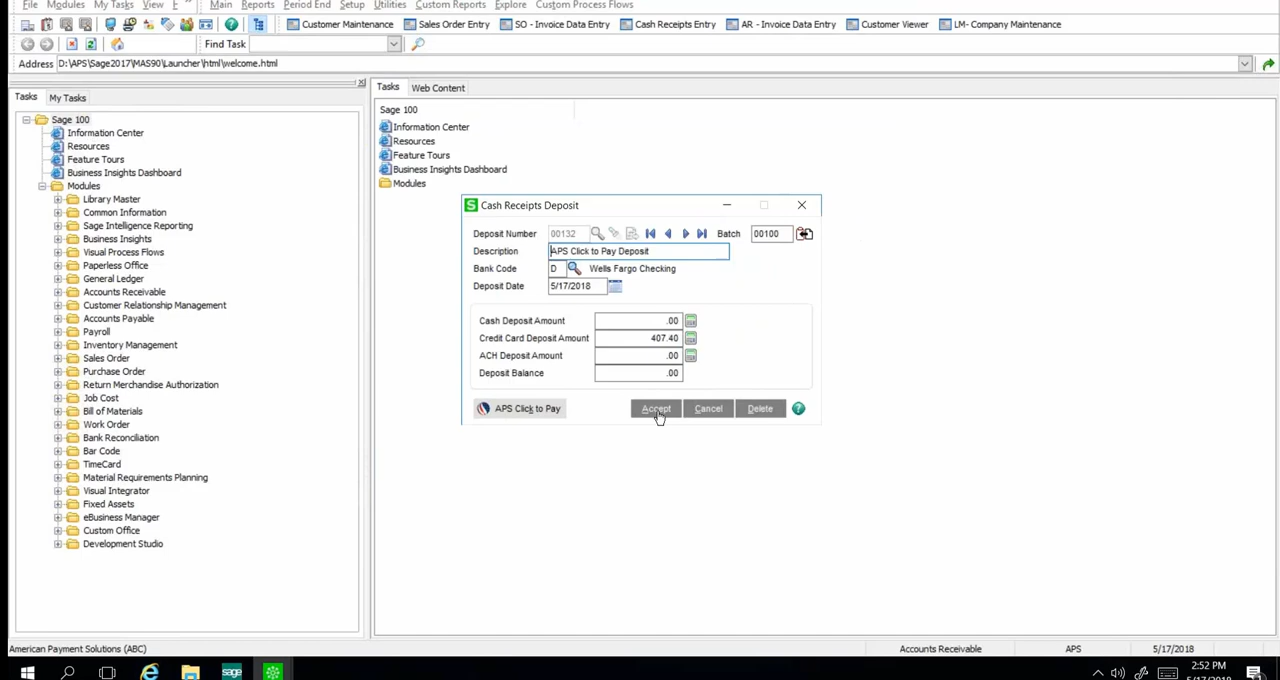 File Modules My Tasks View F Main Reports Period End Setup Utilities Custom Reports Explore Custom Process Flows
Customer Maintenance Sales Order Entry SO - Invoice Data Entry Cash Receipts Entry AR - Invoice Data Entry Customer Viewer LM- Company Maintenance
Find Task
Address D:\APS\Sage2017\MAS90\Launcher\html\welcome.html
Tasks My Tasks
Tasks Web Content
Sage 100
Information Center
Resources
Feature Tours
Business Insights Dashboard
Modules
Library Master
Common Information
Sage Intelligence Reporting
Business Insights
Visual Process Flows
Paperless Office
General Ledger
Accounts Receivable
Customer Relationship Management
Accounts Payable
Payroll
Inventory Management
Sales Order
Purchase Order
Return Merchandise Authorization
Job Cost
Bill of Materials
Work Order
Bank Reconciliation
Bar Code
TimeCard
Material Requirements Planning
Visual Integrator
Fixed Assets
eBusiness Manager
Custom Office
Development Studio
Sage 100
Information Center
Resources
Feature Tours
Business Insights Dashboard
Modules
S Cash Receipts Deposit
Deposit Number 00132 Batch 00100
Description APS Click to Pay Deposit
Bank Code D Wells Fargo Checking
Deposit Date 5/17/2018
Cash Deposit Amount .00
Credit Card Deposit Amount 407.40
ACH Deposit Amount .00
Deposit Balance .00
APS Click to Pay Accept Cancel Delete
American Payment Solutions (ABC) Accounts Receivable APS 5/17/2018
sage
2:52 PM
5/17/2018